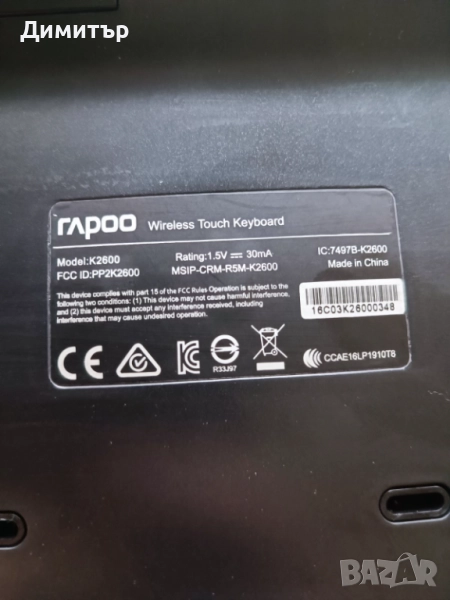 Димитър
rapoo Wireless Touch Keyboard
Model:K2600 Rating:1.5V 30mA IC:7497B-K2600
FCC ID:PP2K2600 MSIP-CRM-R5M-K2600 Made in China
This device complies with part 15 of the FCC Rules Operation is subject to the
following two conditions: (1) This device may not cause harmful interference,
and (2) this device must accept any interference received, including
interference that may cause undesired operation.
16C03K26000348
CE R33J97 CCAE16LP1910T8
BAZAR